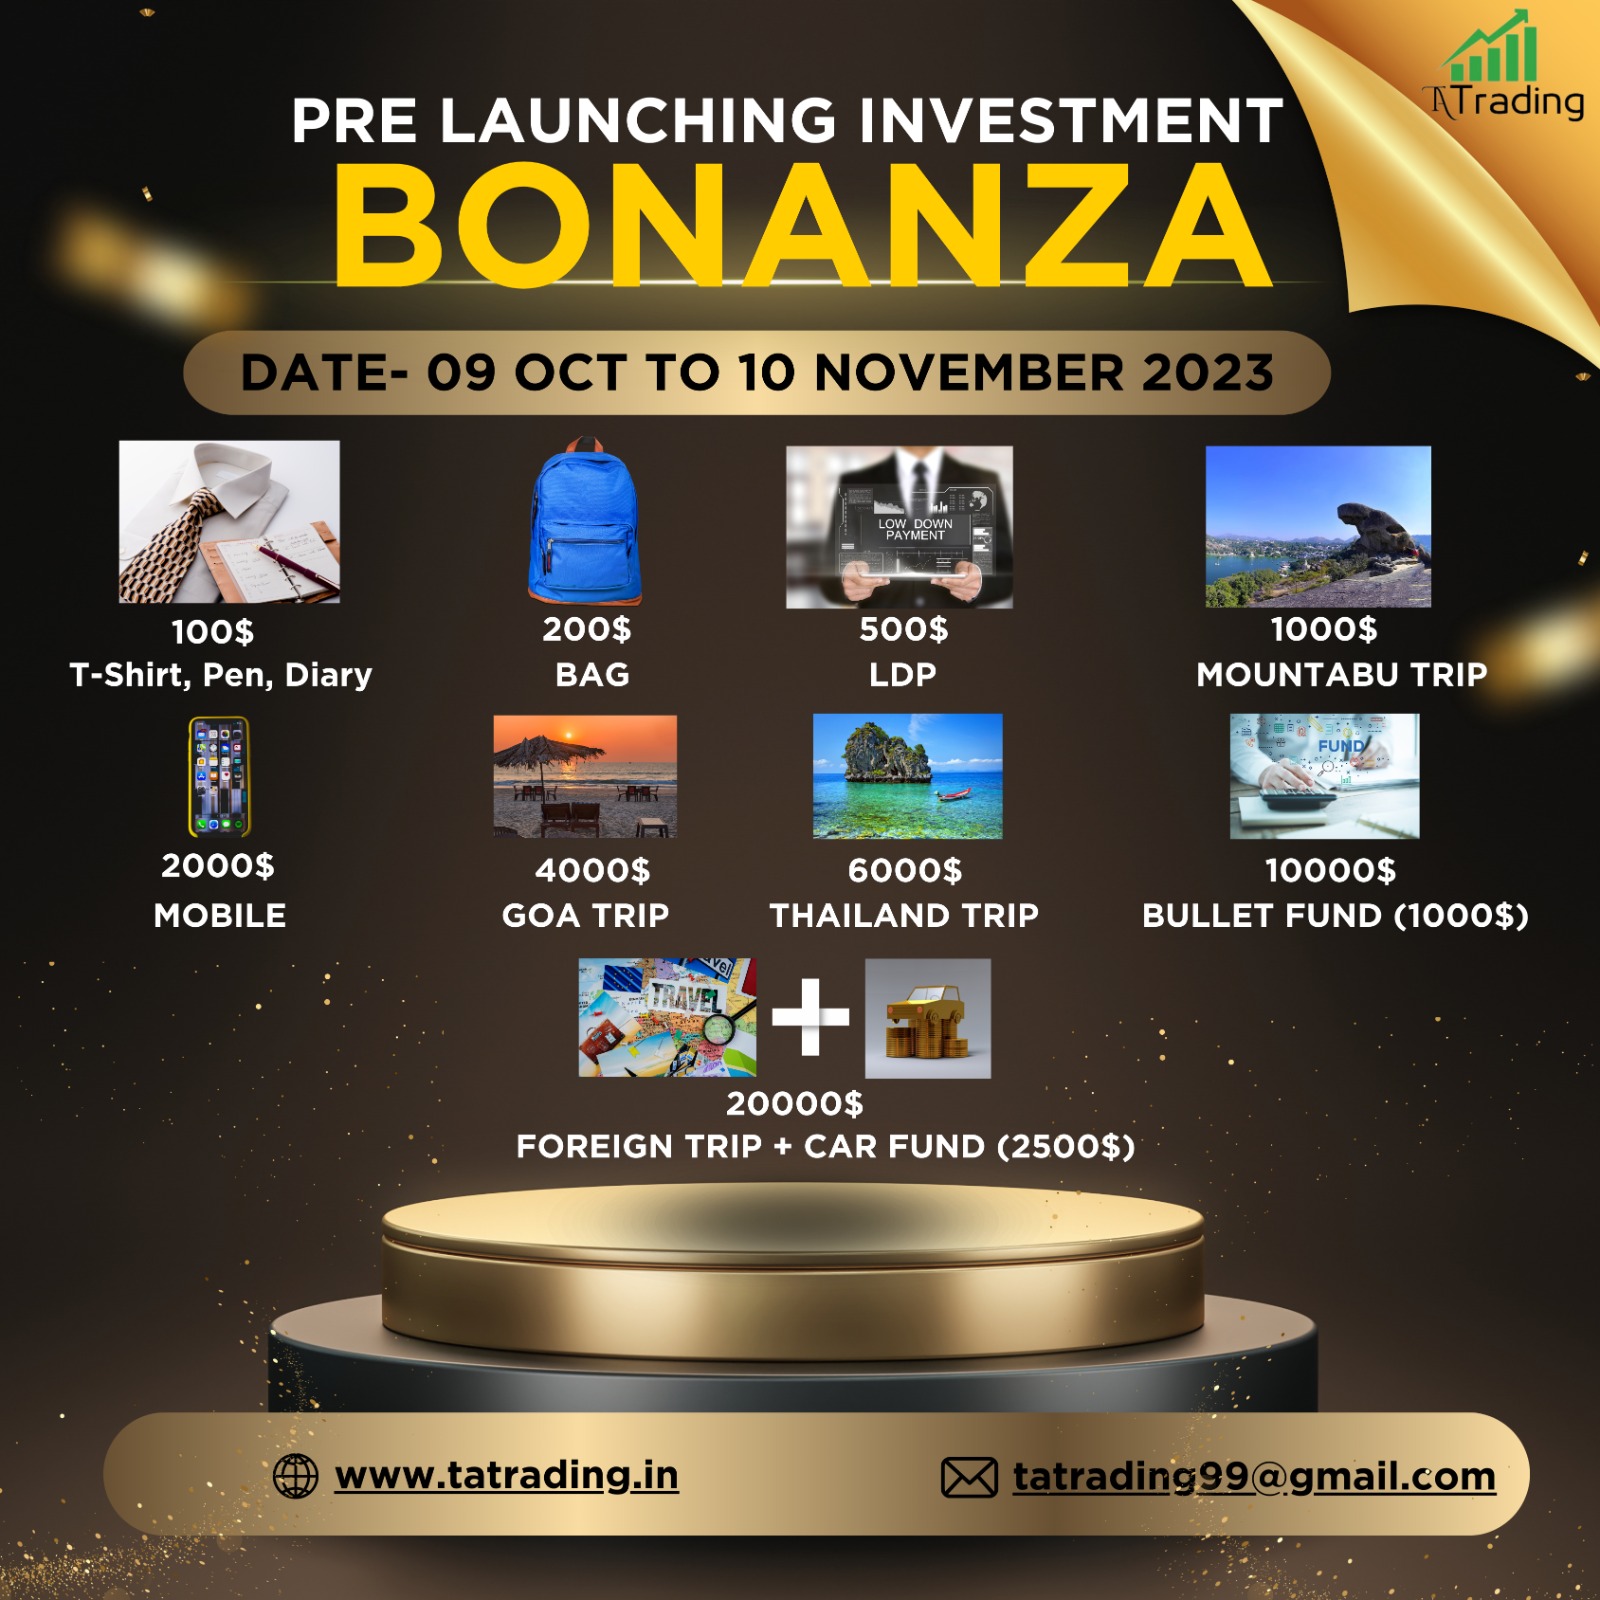 TATrading
PRE LAUNCHING INVESTMENT
BONANZA
DATE- 09 OCT TO 10 NOVEMBER 2023
LOW DOWN
PAYMENT
100$
T-Shirt, Pen, Diary
200$
BAG
500$
LDP
1000$
MOUNTABU TRIP
FUND
2000$
MOBILE
4000$
GOA TRIP
6000$
THAILAND TRIP
10000$
BULLET FUND (1000$)
TRAVEL
20000$
FOREIGN TRIP + CAR FUND (2500$)
www.tatrading.in
tatrading99@gmail.com